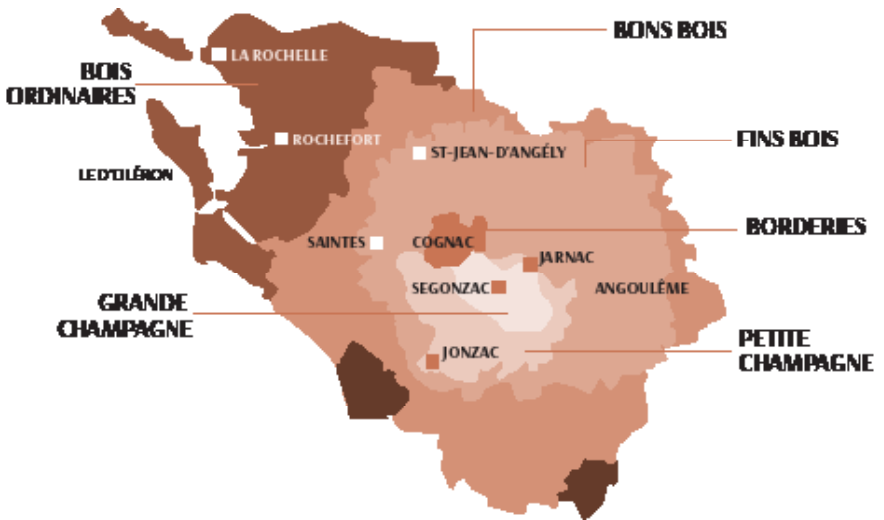 BONS BOIS
LA ROCHELLE
BOIS
ORDINAIRES
ROCHEFORT
FINS BOIS
ST-JEAN-D'ANGÉLY
LE D'OLÉRON
BORDERIES
SAINTES
COGNAC
JARNAC
SEGONZAC
ANGOULÊME
GRANDE
CHAMPAGNE
PETITE
CHAMPAGNE
JONZAC